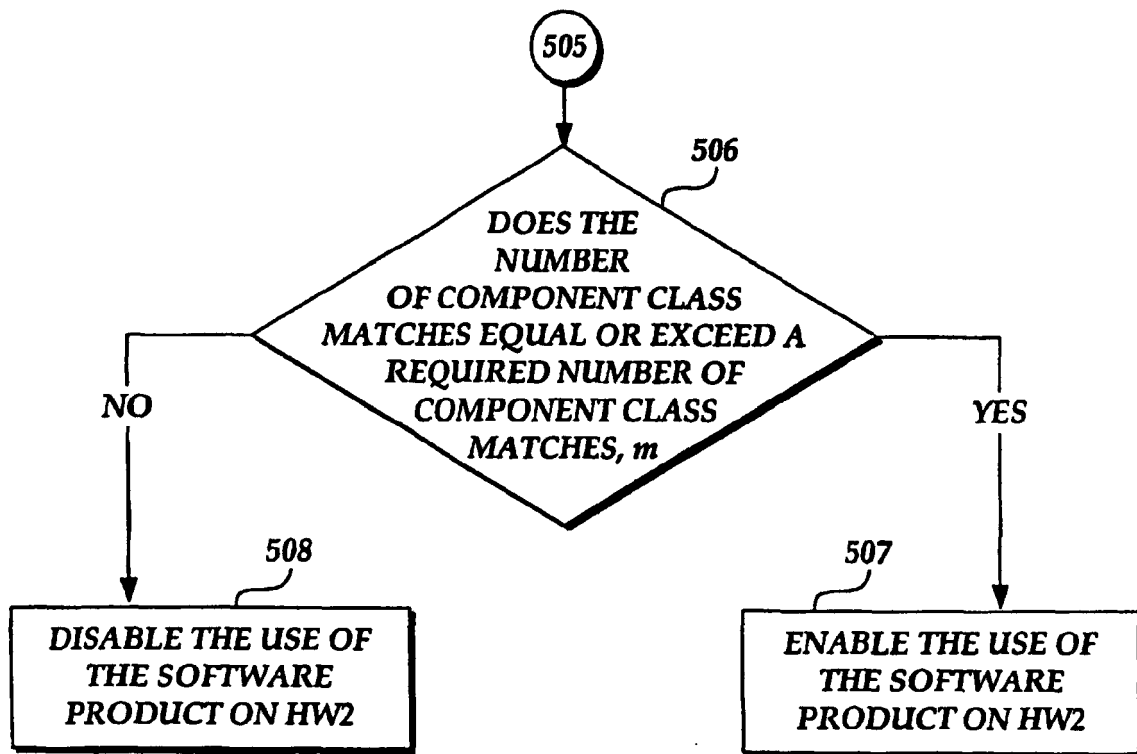 505
506
DOES THE
NUMBER
OF COMPONENT CLASS
MATCHES EQUAL OR EXCEED A
REQUIRED NUMBER OF
COMPONENT CLASS
MATCHES, m
NO
YES
508
DISABLE THE USE OF
THE SOFTWARE
PRODUCT ON HW2
507
ENABLE THE USE OF
THE SOFTWARE
PRODUCT ON HW2